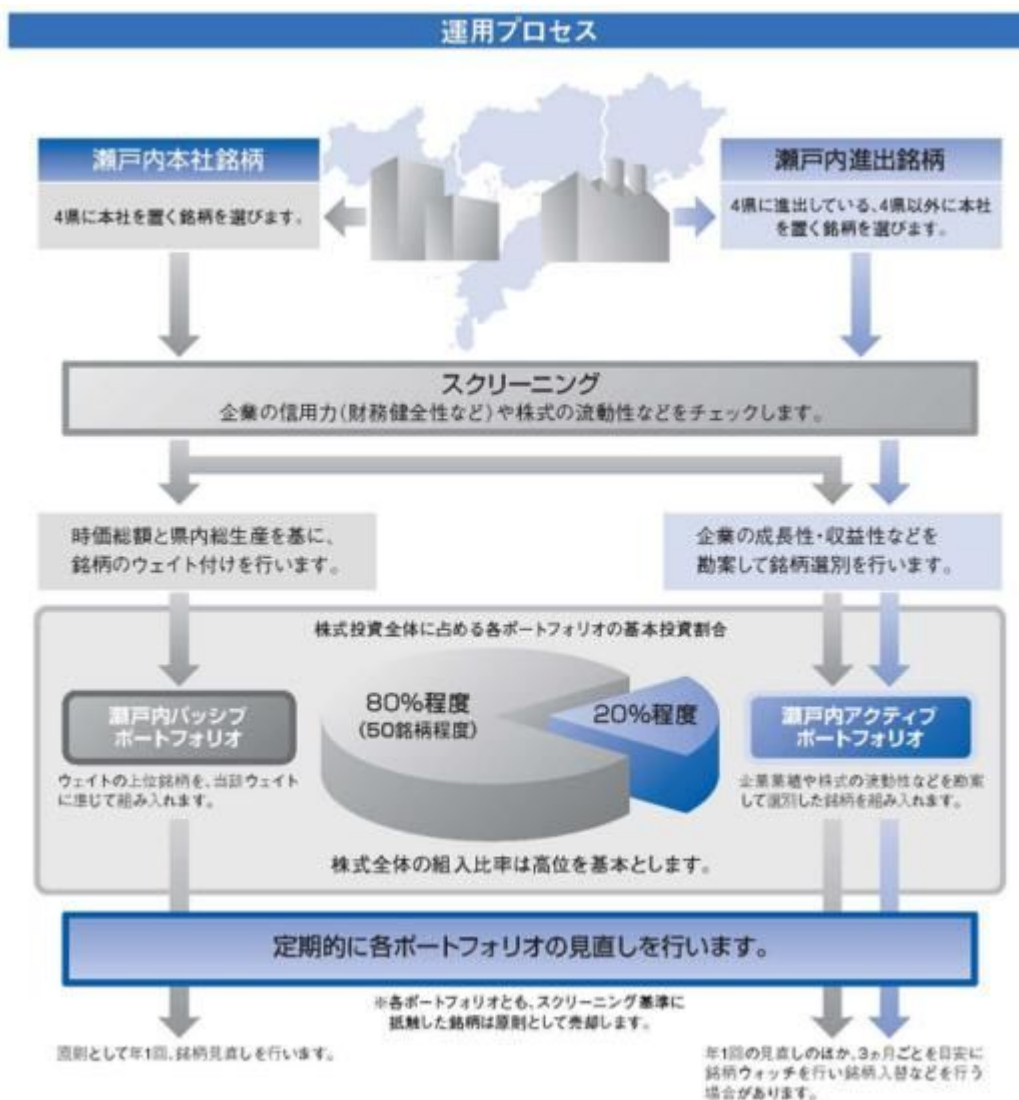 運用プロセス
瀬戸内本社銘柄
4県に本社を置く銘柄を選びます。
瀬戸内進出銘柄
4県に進出している、4県以外に本社
を置く銘柄を選びます。
スクリーニング
企業の信用力(財務健全性など)や株式の流動性などをチェックします。
時価総額と県内総生産を基に、
銘柄のウェイト付けを行います。
企業の成長性・収益性などを
勘案して銘柄選別を行います。
株式投資全体に占める各ポートフォリオの基本投資割合
瀬戸内パッシブ
ポートフォリオ
ウェイトの上位銘柄を、当該ウェイト
に準じて組み入れます。
80%程度
(50銘柄程度)
20%程度
瀬戸内アクティブ
ポートフォリオ
企業業績や株式の流動性などを勘案
して選別した銘柄を組み入れます。
株式全体の組入比率は高位を基本とします。
定期的に各ポートフォリオの見直しを行います。
※各ポートフォリオとも、スクリーニング基準に
抵触した銘柄は原則として売却します。
原則として年1回、銘柄見直しを行います。
年1回の見直しのほか、3ヵ月ごとを目安に
銘柄ウォッチを行い銘柄入替などを行う
場合があります。